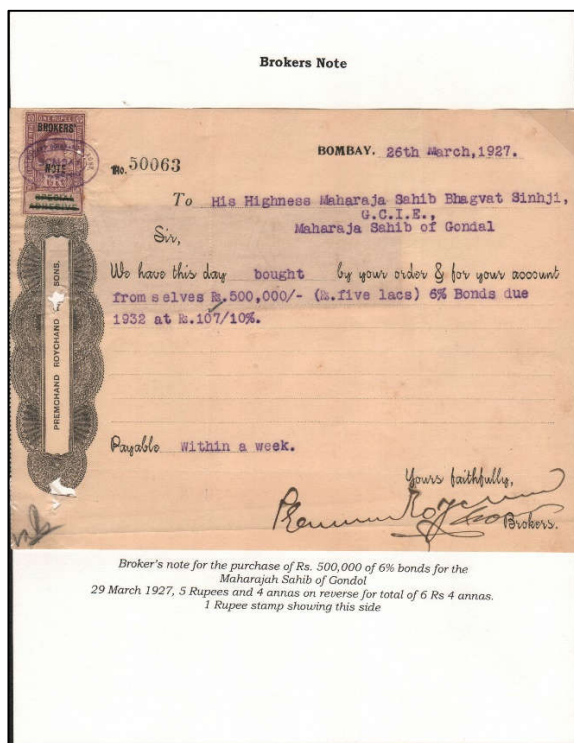 Brokers Note
ONE RUPEE
BROKERS'
NOTE
No. 50063
BOMBAY. 26th March,1927.
To His Highness Maharaja Sahib Bhagvat Sinhji,
G.C.I.E.,
Maharaja Sahib of Gondal
Sir,
We have this day bought by your order & for your account
from selves Rs.500,000/- (Rs.five lacs) 6% Bonds due
1932 at Rs.107/10%.
PREMCHAND ROYCHAND SONS.
Payable Within a week.
Yours faithfully,
Brokers.
Broker's note for the purchase of Rs. 500,000 of 6% bonds for the
Maharajah Sahib of Gondol
29 March 1927, 5 Rupees and 4 annas on reverse for total of 6 Rs 4 annas.
1 Rupee stamp showing this side